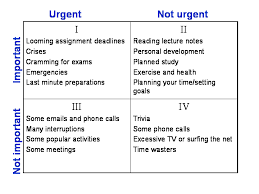 Urgent
Not urgent
Important
I
Looming assignment deadlines
Crises
Cramming for exams
Emergencies
Last minute preparations
II
Reading lecture notes
Personal development
Planned study
Exercise and health
Planning your time/setting
goals
Not important
III
Some emails and phone calls
Many interruptions
Some popular activities
Some meetings
IV
Trivia
Some phone calls
Excessive TV or surfing the net
Time wasters